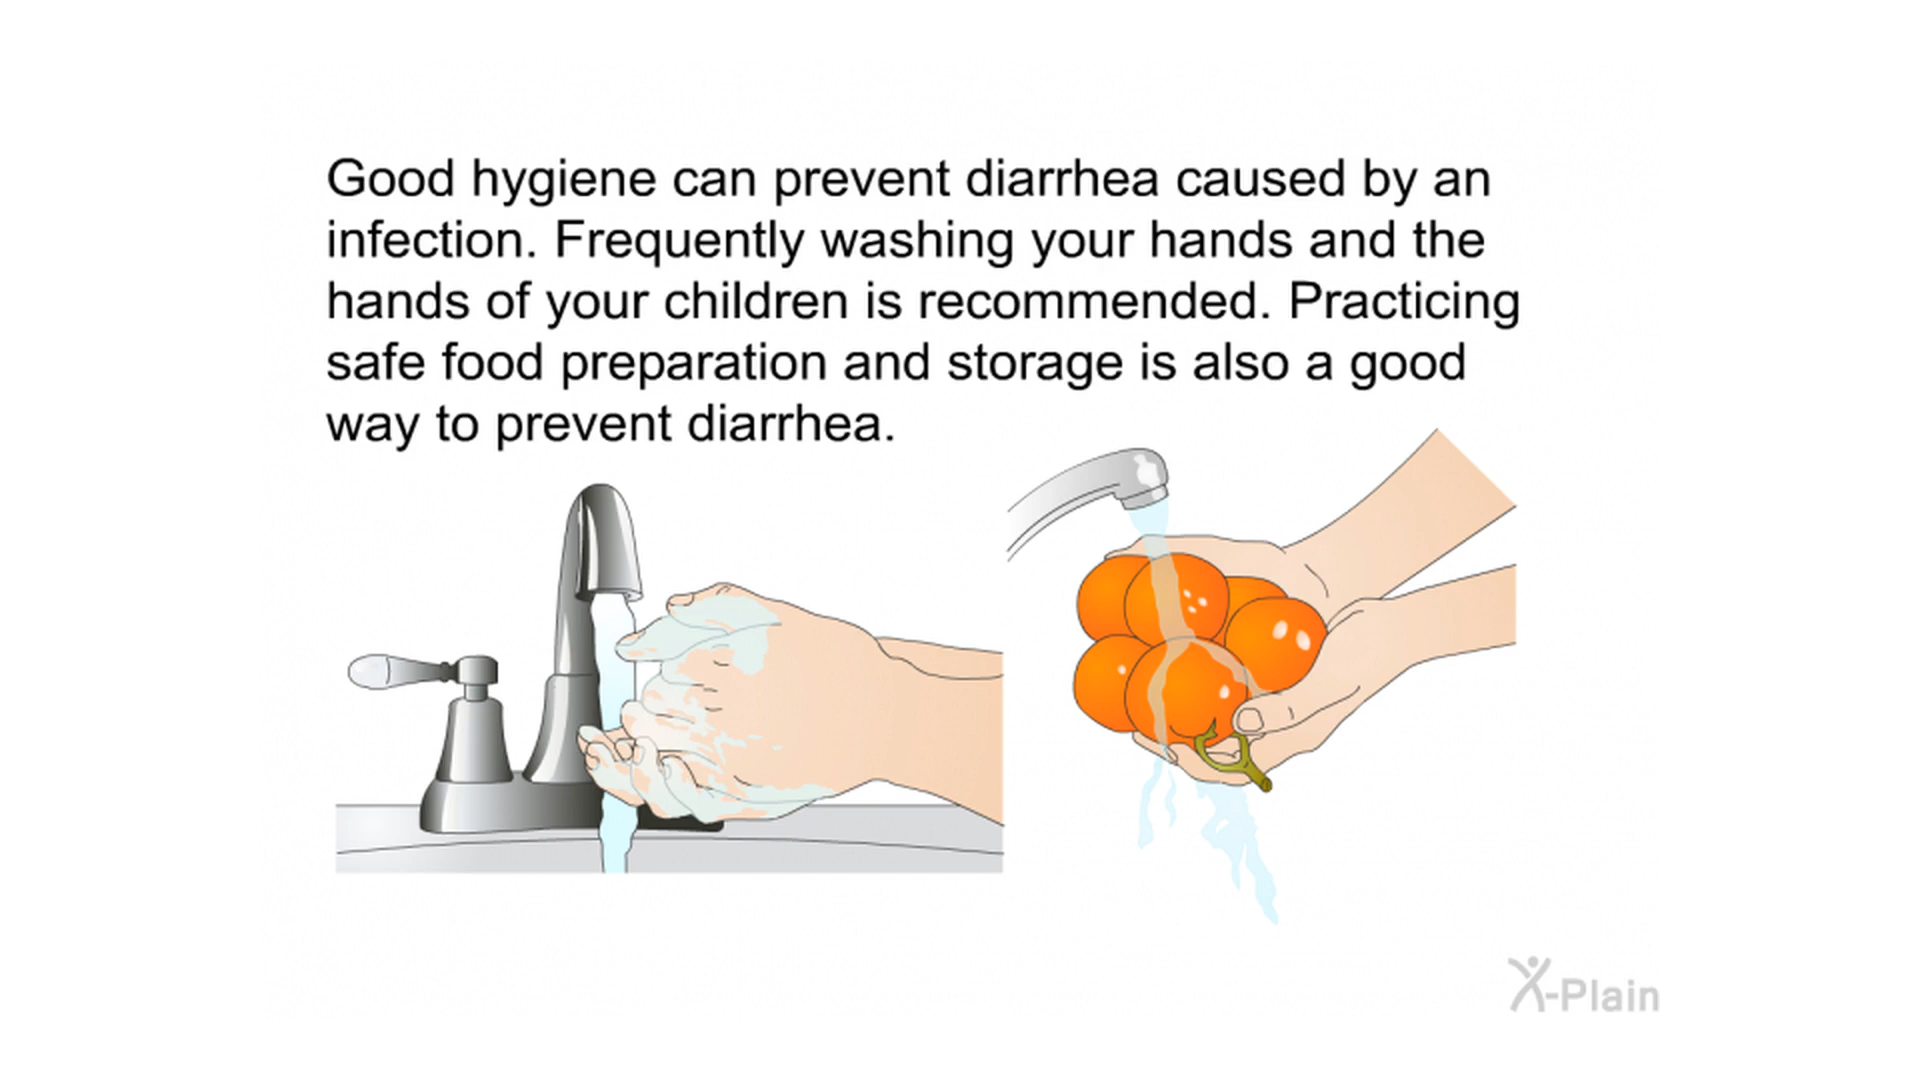 Good hygiene can prevent diarrhea caused by an
infection. Frequently washing your hands and the
hands of your children is recommended. Practicing
safe food preparation and storage is also a good
way to prevent diarrhea.
X-Plain